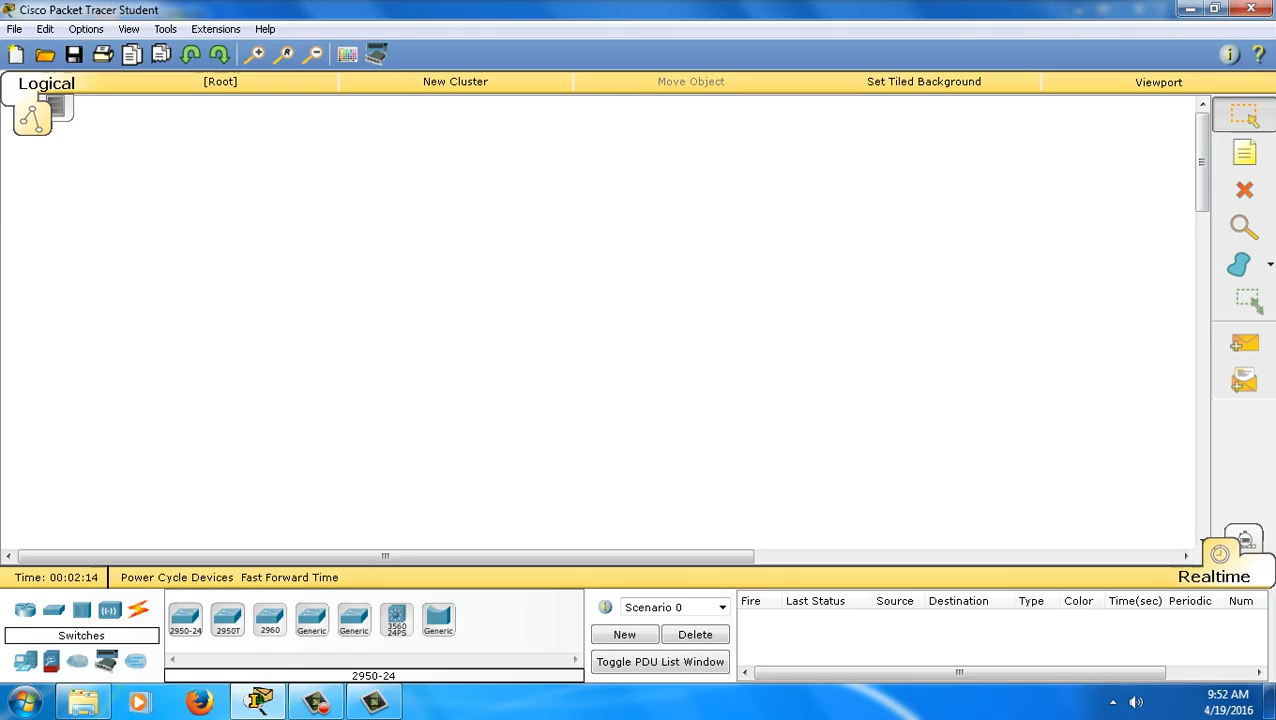 Cisco Packet Tracer Student
File Edit Options View Tools Extensions Help
Logical [Root] New Cluster Move Object Set Tiled Background Viewport
Time: 00:02:14 Power Cycle Devices Fast Forward Time Realtime
Switches
2950-24 2950T 2960 Generic Generic 3560 24PS Generic
2950-24
Scenario 0
New Delete
Toggle PDU List Window
Fire Last Status Source Destination Type Color Time(sec) Periodic Num
9:52 AM
4/19/2016